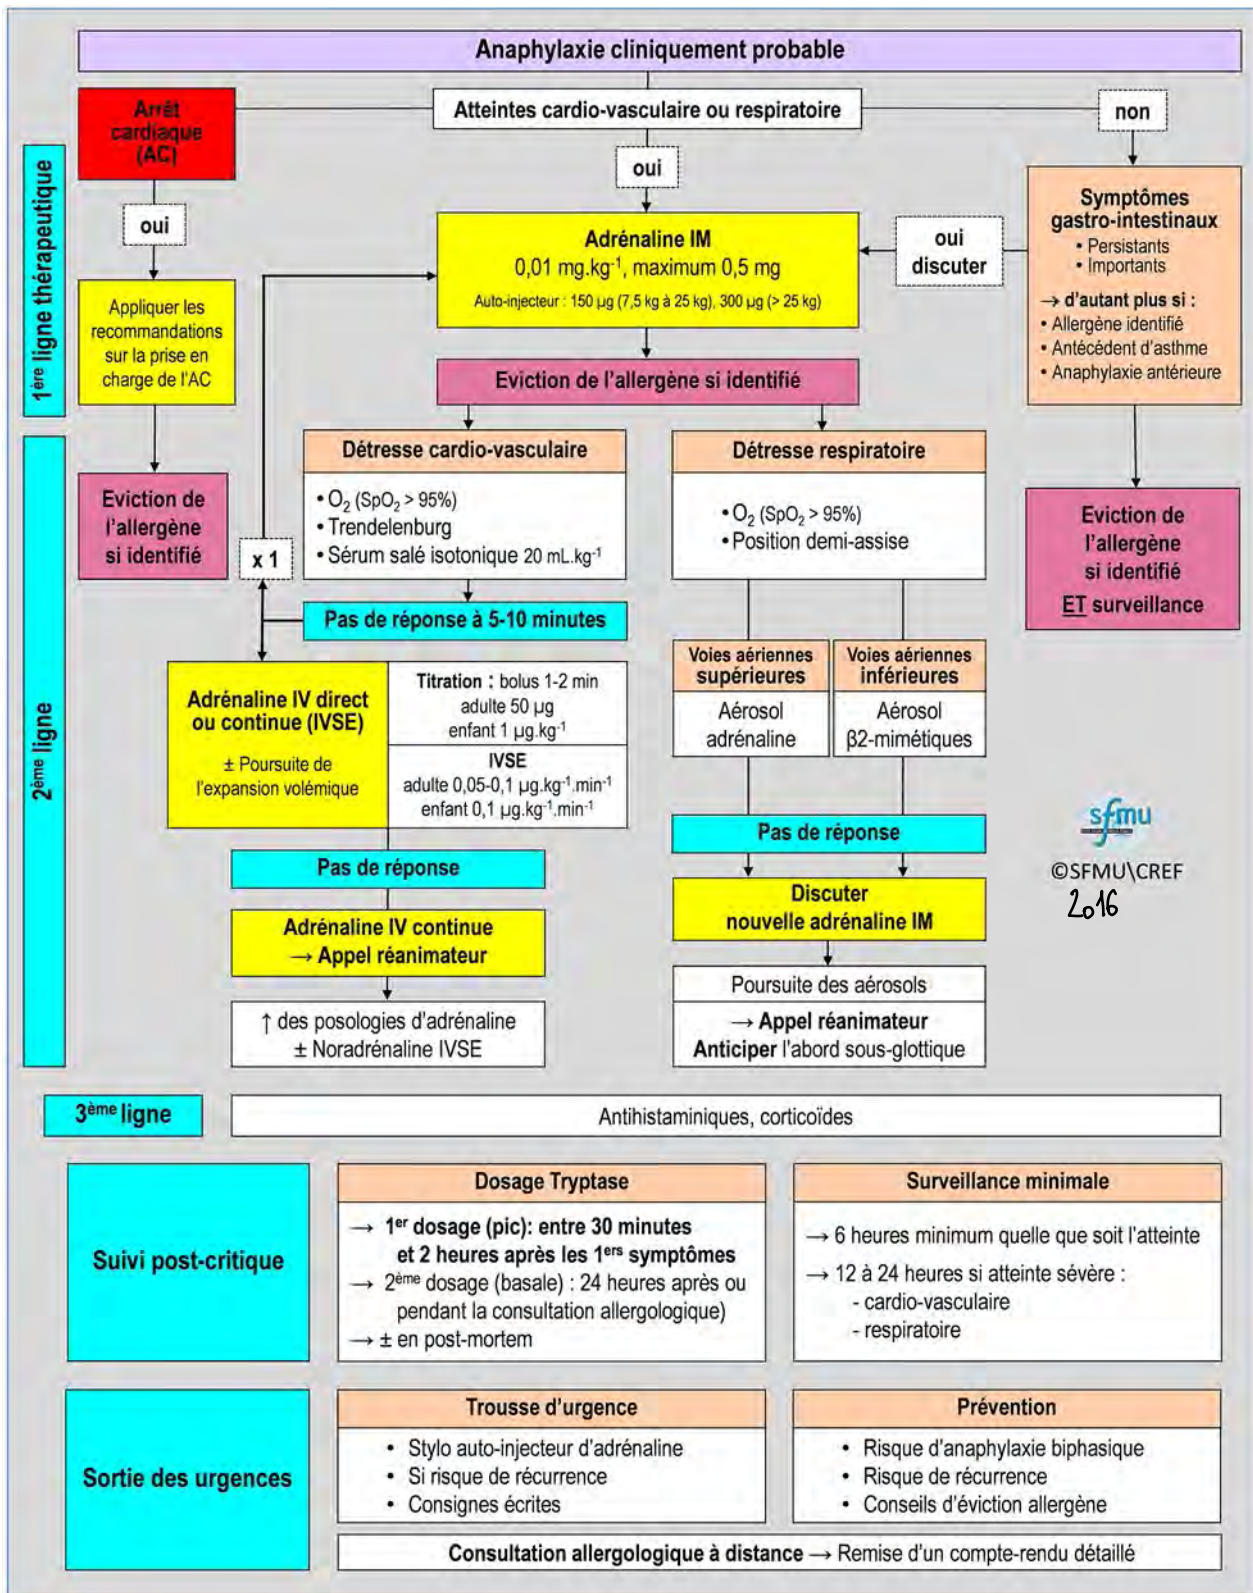 Anaphylaxie cliniquement probable
Arrêt
cardiaque
(AC)
Atteintes cardio-vasculaire ou respiratoire
non
oui
oui
1ère ligne thérapeutique
Adrénaline IM
0,01 mg.kg⁻¹, maximum 0,5 mg
Auto-injecteur : 150 µg (7,5 kg à 25 kg), 300 µg (> 25 kg)
oui
discuter
Symptômes
gastro-intestinaux
• Persistants
• Importants
→ d'autant plus si :
• Allergène identifié
• Antécédent d'asthme
• Anaphylaxie antérieure
Appliquer les
recommandations
sur la prise en
charge de l'AC
Eviction de l'allergène si identifié
2ème ligne
Eviction de
l'allergène
si identifié
x 1
Détresse cardio-vasculaire
• O₂ (SpO₂ > 95%)
• Trendelenburg
• Sérum salé isotonique 20 mL.kg⁻¹
Détresse respiratoire
• O₂ (SpO₂ > 95%)
• Position demi-assise
Eviction de
l'allergène
si identifié
ET surveillance
Pas de réponse à 5-10 minutes
Adrénaline IV direct
ou continue (IVSE)
± Poursuite de
l'expansion volémique
Titration : bolus 1-2 min
adulte 50 µg
enfant 1 µg.kg⁻¹
IVSE
adulte 0,05-0,1 µg.kg⁻¹.min⁻¹
enfant 0,1 µg.kg⁻¹.min⁻¹
Voies aériennes
supérieures
Aérosol
adrénaline
Voies aériennes
inférieures
Aérosol
β2-mimétiques
Pas de réponse
Pas de réponse
Adrénaline IV continue
→ Appel réanimateur
Discuter
nouvelle adrénaline IM
↑ des posologies d'adrénaline
± Noradrénaline IVSE
Poursuite des aérosols
→ Appel réanimateur
Anticiper l'abord sous-glottique
sfmu
©SFMU\CREF
2016
3ème ligne
Antihistaminiques, corticoïdes
Suivi post-critique
Dosage Tryptase
→ 1er dosage (pic): entre 30 minutes
et 2 heures après les 1ers symptômes
→ 2ème dosage (basale) : 24 heures après ou
pendant la consultation allergologique)
→ ± en post-mortem
Surveillance minimale
→ 6 heures minimum quelle que soit l'atteinte
→ 12 à 24 heures si atteinte sévère :
- cardio-vasculaire
- respiratoire
Sortie des urgences
Trousse d'urgence
• Stylo auto-injecteur d'adrénaline
• Si risque de récurrence
• Consignes écrites
Prévention
• Risque d'anaphylaxie biphasique
• Risque de récurrence
• Conseils d'éviction allergène
Consultation allergologique à distance → Remise d'un compte-rendu détaillé